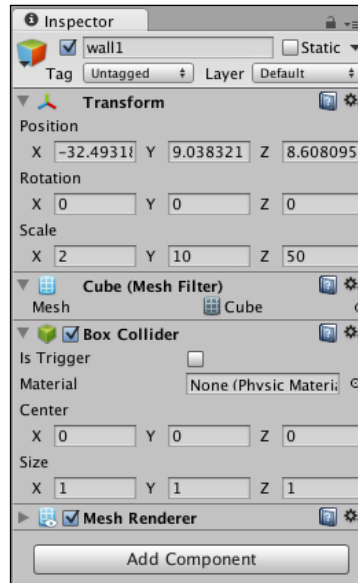 Inspector
wall1 Static
Tag Untagged Layer Default
Transform
Position
X -32.49318 Y 9.038321 Z 8.608095
Rotation
X 0 Y 0 Z 0
Scale
X 2 Y 10 Z 50
Cube (Mesh Filter)
Mesh Cube
Box Collider
Is Trigger
Material None (Physic Materia
Center
X 0 Y 0 Z 0
Size
X 1 Y 1 Z 1
Mesh Renderer
Add Component